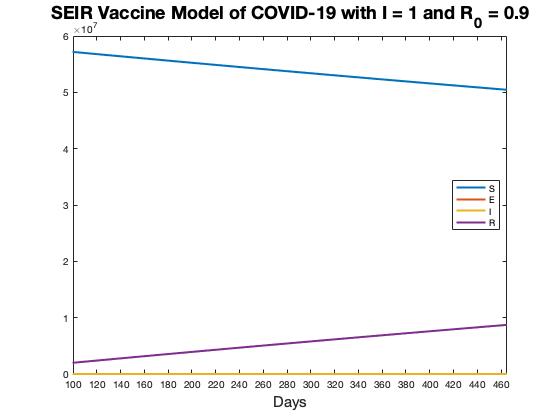 SEIR Vaccine Model of COVID-19 with I = 1 and R0 = 0.9
×10^7
6
5
4
3
2
1
0
S
E
I
R
100 120 140 160 180 200 220 240 260 280 300 320 340 360 380 400 420 440 460
Days